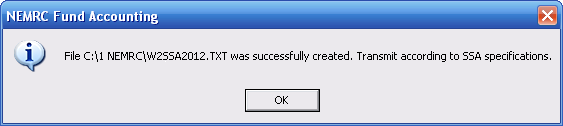 NEMRC Fund Accounting
File C:\1 NEMRC\W2SSA2012.TXT was successfully created. Transmit according to SSA specifications.
OK